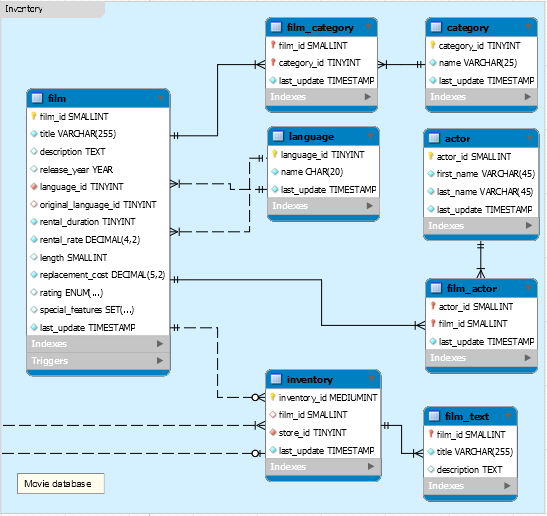 Inventory
film_category
film_id SMALLINT
category_id TINYINT
last_update TIMESTAMP
Indexes
category
category_id TINYINT
name VARCHAR(25)
last_update TIMESTAMP
Indexes
film
film_id SMALLINT
title VARCHAR(255)
description TEXT
release_year YEAR
language_id TINYINT
original_language_id TINYINT
rental_duration TINYINT
rental_rate DECIMAL(4,2)
length SMALLINT
replacement_cost DECIMAL(5,2)
rating ENUM(...)
special_features SET(...)
last_update TIMESTAMP
Indexes
Triggers
language
language_id TINYINT
name CHAR(20)
last_update TIMESTAMP
Indexes
actor
actor_id SMALLINT
first_name VARCHAR(45)
last_name VARCHAR(45)
last_update TIMESTAMP
Indexes
film_actor
actor_id SMALLINT
film_id SMALLINT
last_update TIMESTAMP
Indexes
inventory
inventory_id MEDIUMINT
film_id SMALLINT
store_id TINYINT
last_update TIMESTAMP
Indexes
film_text
film_id SMALLINT
title VARCHAR(255)
description TEXT
Indexes
Movie database